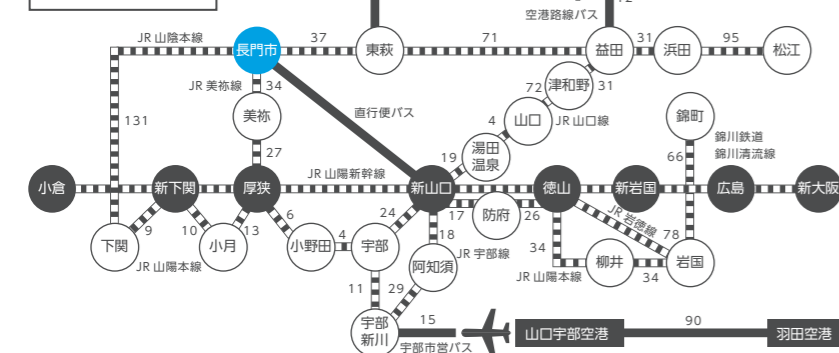 12
空港路線バス
JR 山陰本線
長門市
37
東萩
71
益田
31
浜田
95
松江
JR 美祢線
34
津和野
31
72
美祢
直行便バス
山口
JR 山口線
錦町
131
4
錦川鉄道
錦川清流線
27
湯田
温泉
66
19
小倉
新下関
厚狭
JR 山陽新幹線
新山口
徳山
新岩国
広島
新大阪
17
防府
26
JR 岩徳線
24
6
9
10
13
18
78
下関
小月
小野田
4
宇部
JR 宇部線
34
JR 山陽本線
阿知須
JR 山陽本線
柳井
34
岩国
11
29
宇部
新川
15
宇部市営バス
山口宇部空港
90
羽田空港